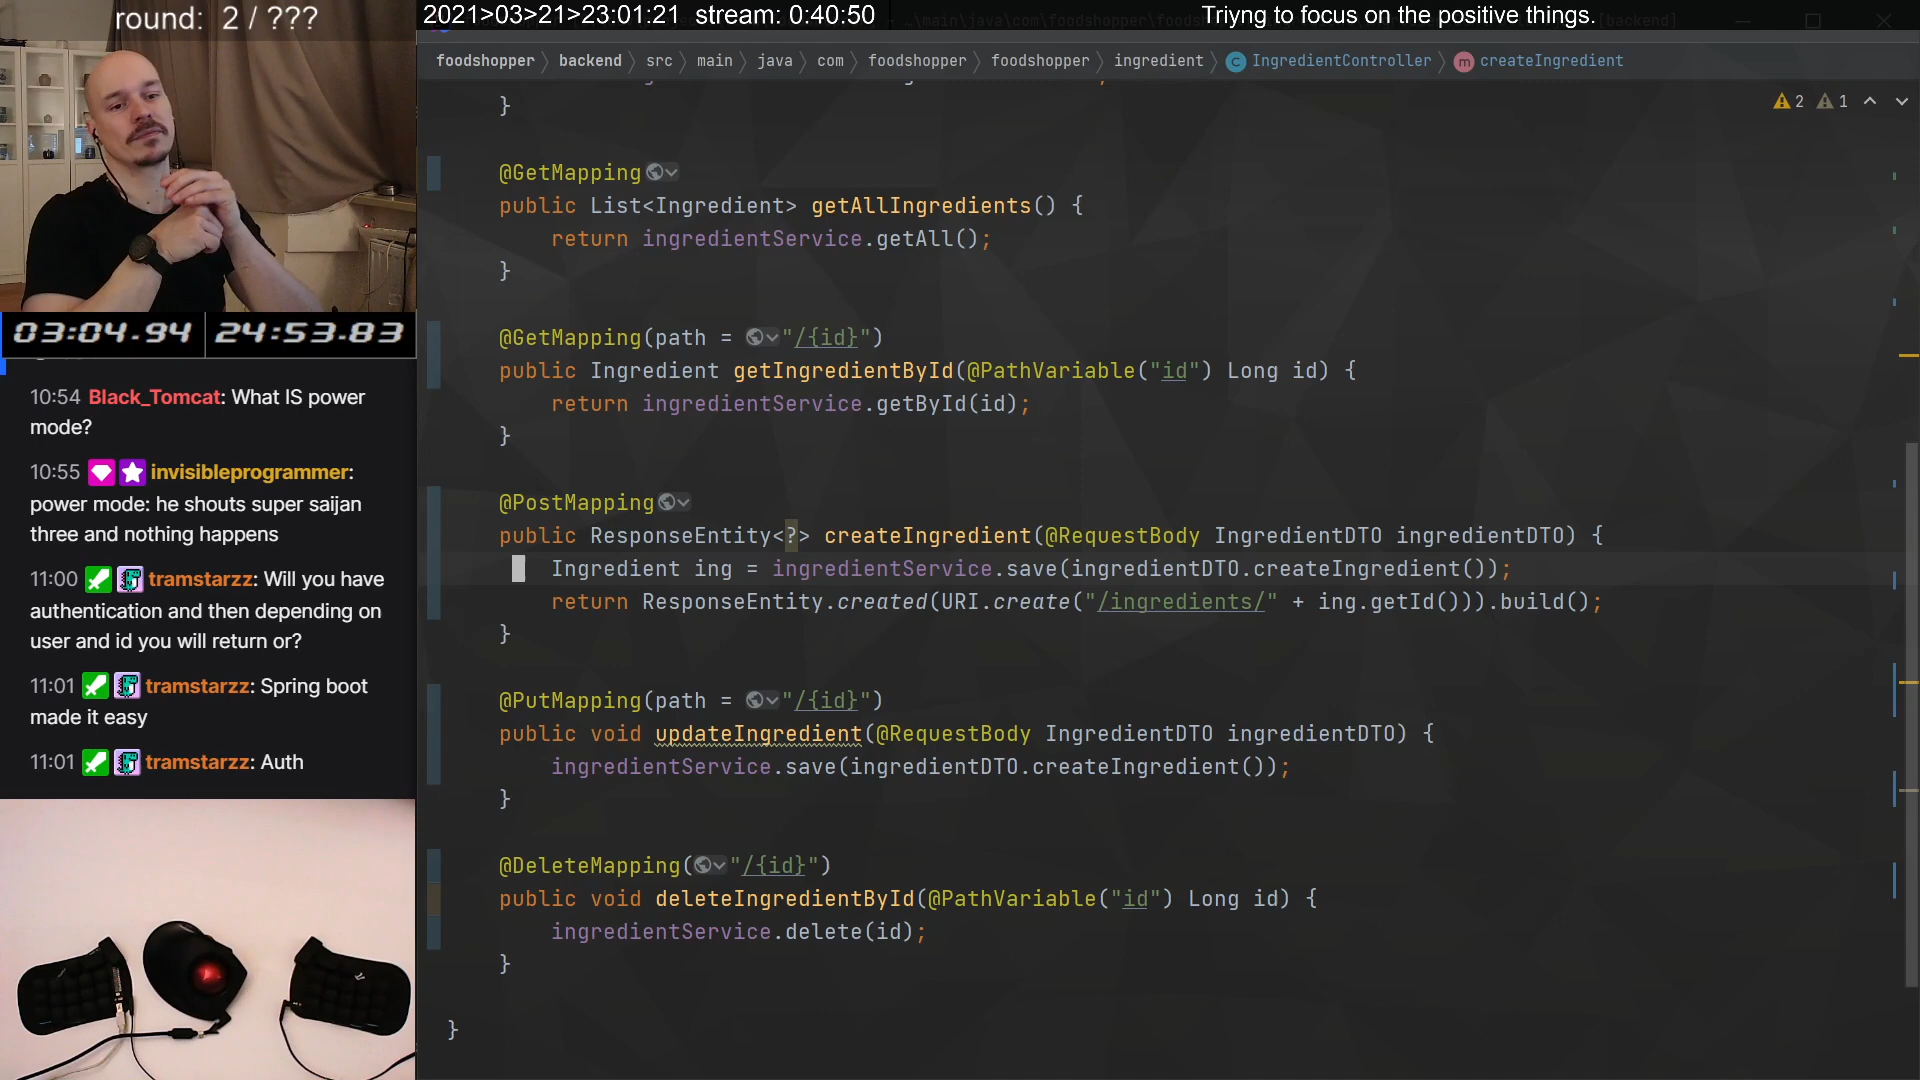 round: 2 / ???
2021>03>21>23:01:21 stream: 0:40:50
Triyng to focus on the positive things.
foodshopper backend src main java com foodshopper foodshopper ingredient IngredientController createIngredient
2 1
}
@GetMapping
public List<Ingredient> getAllIngredients() {
return ingredientService.getAll();
}
@GetMapping(path = "/{id}")
public Ingredient getIngredientById(@PathVariable("id") Long id) {
return ingredientService.getById(id);
}
@PostMapping
public ResponseEntity<?> createIngredient(@RequestBody IngredientDTO ingredientDTO) {
Ingredient ing = ingredientService.save(ingredientDTO.createIngredient());
return ResponseEntity.created(URI.create("/ingredients/" + ing.getId())).build();
}
@PutMapping(path = "/{id}")
public void updateIngredient(@RequestBody IngredientDTO ingredientDTO) {
ingredientService.save(ingredientDTO.createIngredient());
}
@DeleteMapping("/{id}")
public void deleteIngredientById(@PathVariable("id") Long id) {
ingredientService.delete(id);
}
}
03:04.94 24:53.83
10:54 Black_Tomcat: What IS power
mode?
10:55 invisibleprogrammer:
power mode: he shouts super saijan
three and nothing happens
11:00 tramstarzz: Will you have
authentication and then depending on
user and id you will return or?
11:01 tramstarzz: Spring boot
made it easy
11:01 tramstarzz: Auth